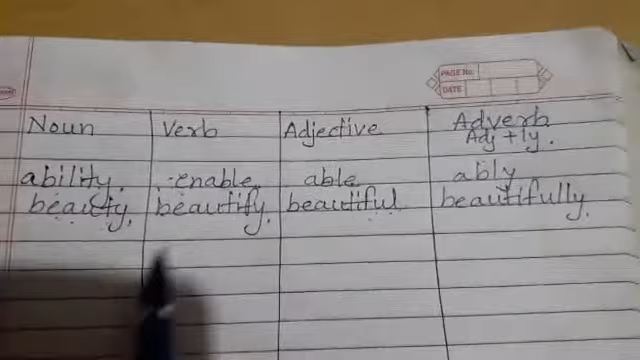 PAGE No.
DATE
Noun Verb Adjective Adverb
Adj + ly.
ability. enable able ably
beauty. beautify. beautiful beautifully.